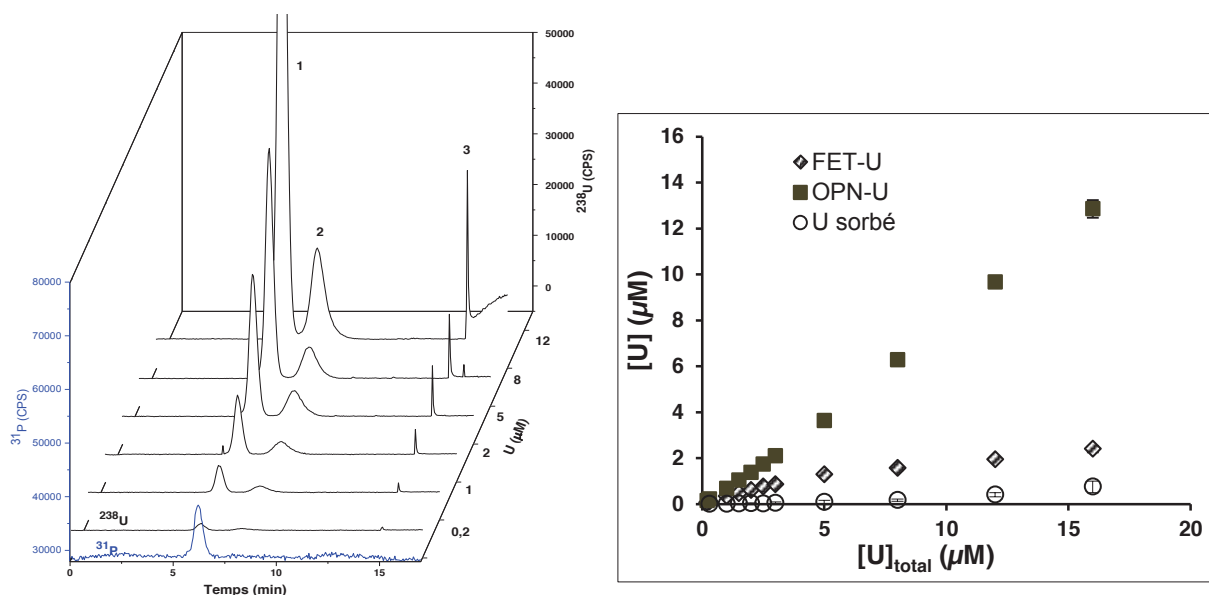 50000
40000
30000
20000
10000
0
²³⁸U (CPS)
1
2
3
12
8
5
2
1
0,2
U (µM)
80000
70000
60000
50000
40000
30000
³¹P (CPS)
²³⁸U
³¹P
0 5 10 15
Temps (min)
16
14
12
10
8
6
4
2
0
[U] (µM)
FET-U
OPN-U
U sorbé
0 5 10 15 20
[U]total (µM)